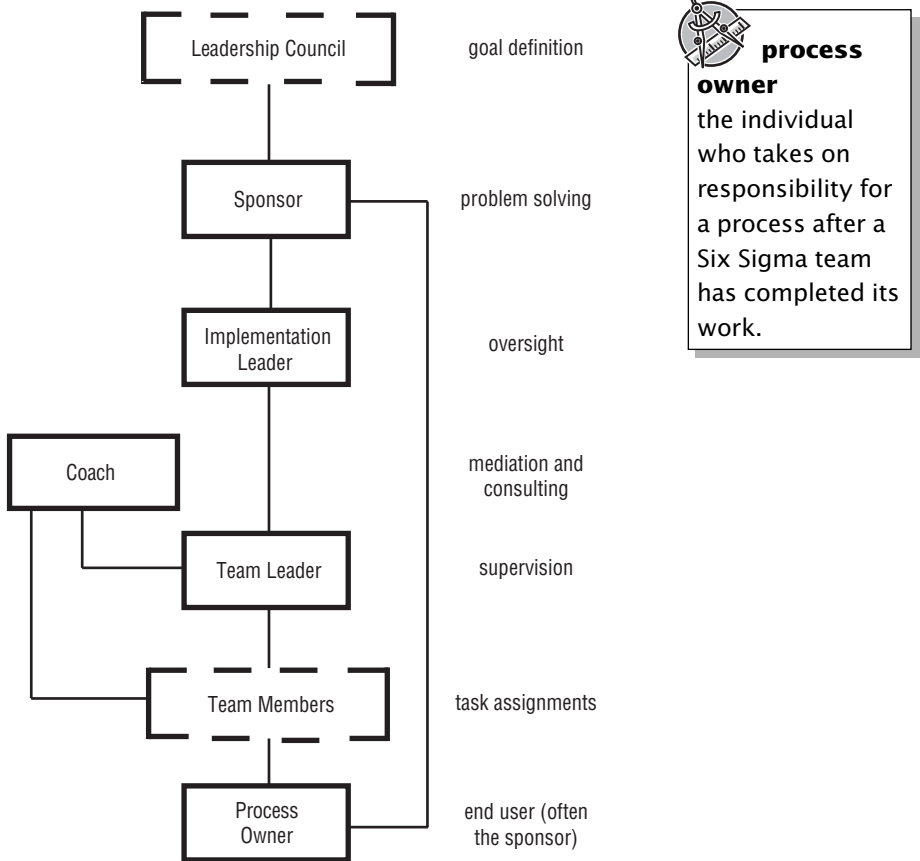 Leadership Council
goal definition
Sponsor
problem solving
Implementation
Leader
oversight
Coach
mediation and
consulting
Team Leader
supervision
Team Members
task assignments
Process
Owner
end user (often
the sponsor)
process
owner
the individual
who takes on
responsibility for
a process after a
Six Sigma team
has completed its
work.